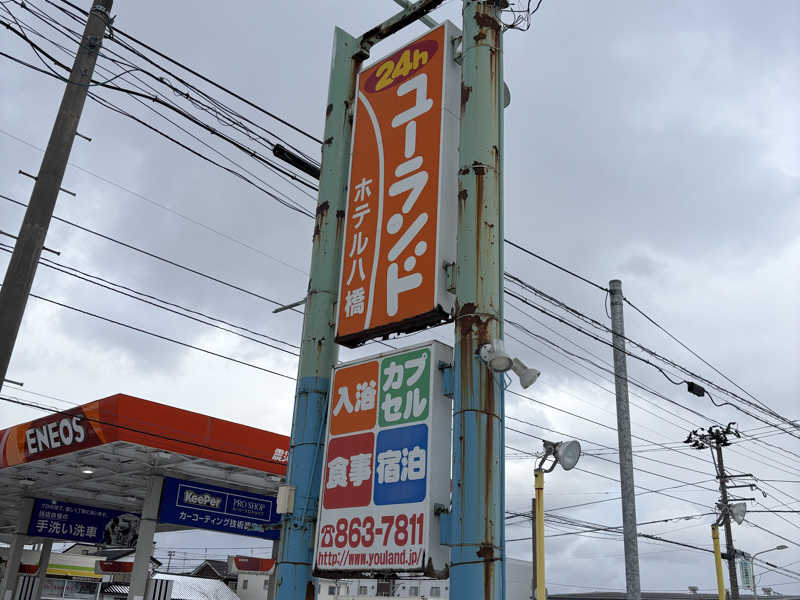 24h
ユーランド
ホテル八橋
入浴
カプセル
食事
宿泊
☎863-7811
http://www.youland.jp/
ENEOS
手洗い洗車
KeePer PRO SHOP
カーコーティング技術